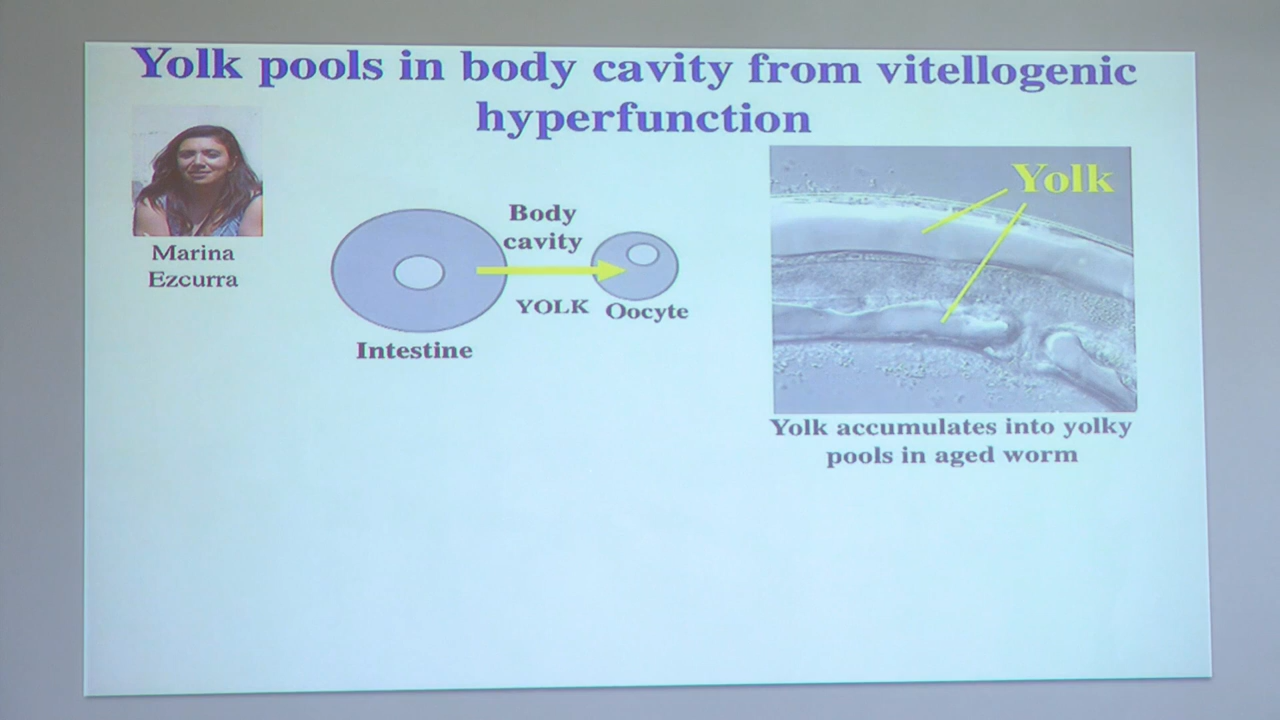 Yolk pools in body cavity from vitellogenic
hyperfunction
Marina
Ezcurra
Body
cavity
YOLK
Oocyte
Intestine
Yolk
Yolk accumulates into yolky
pools in aged worm